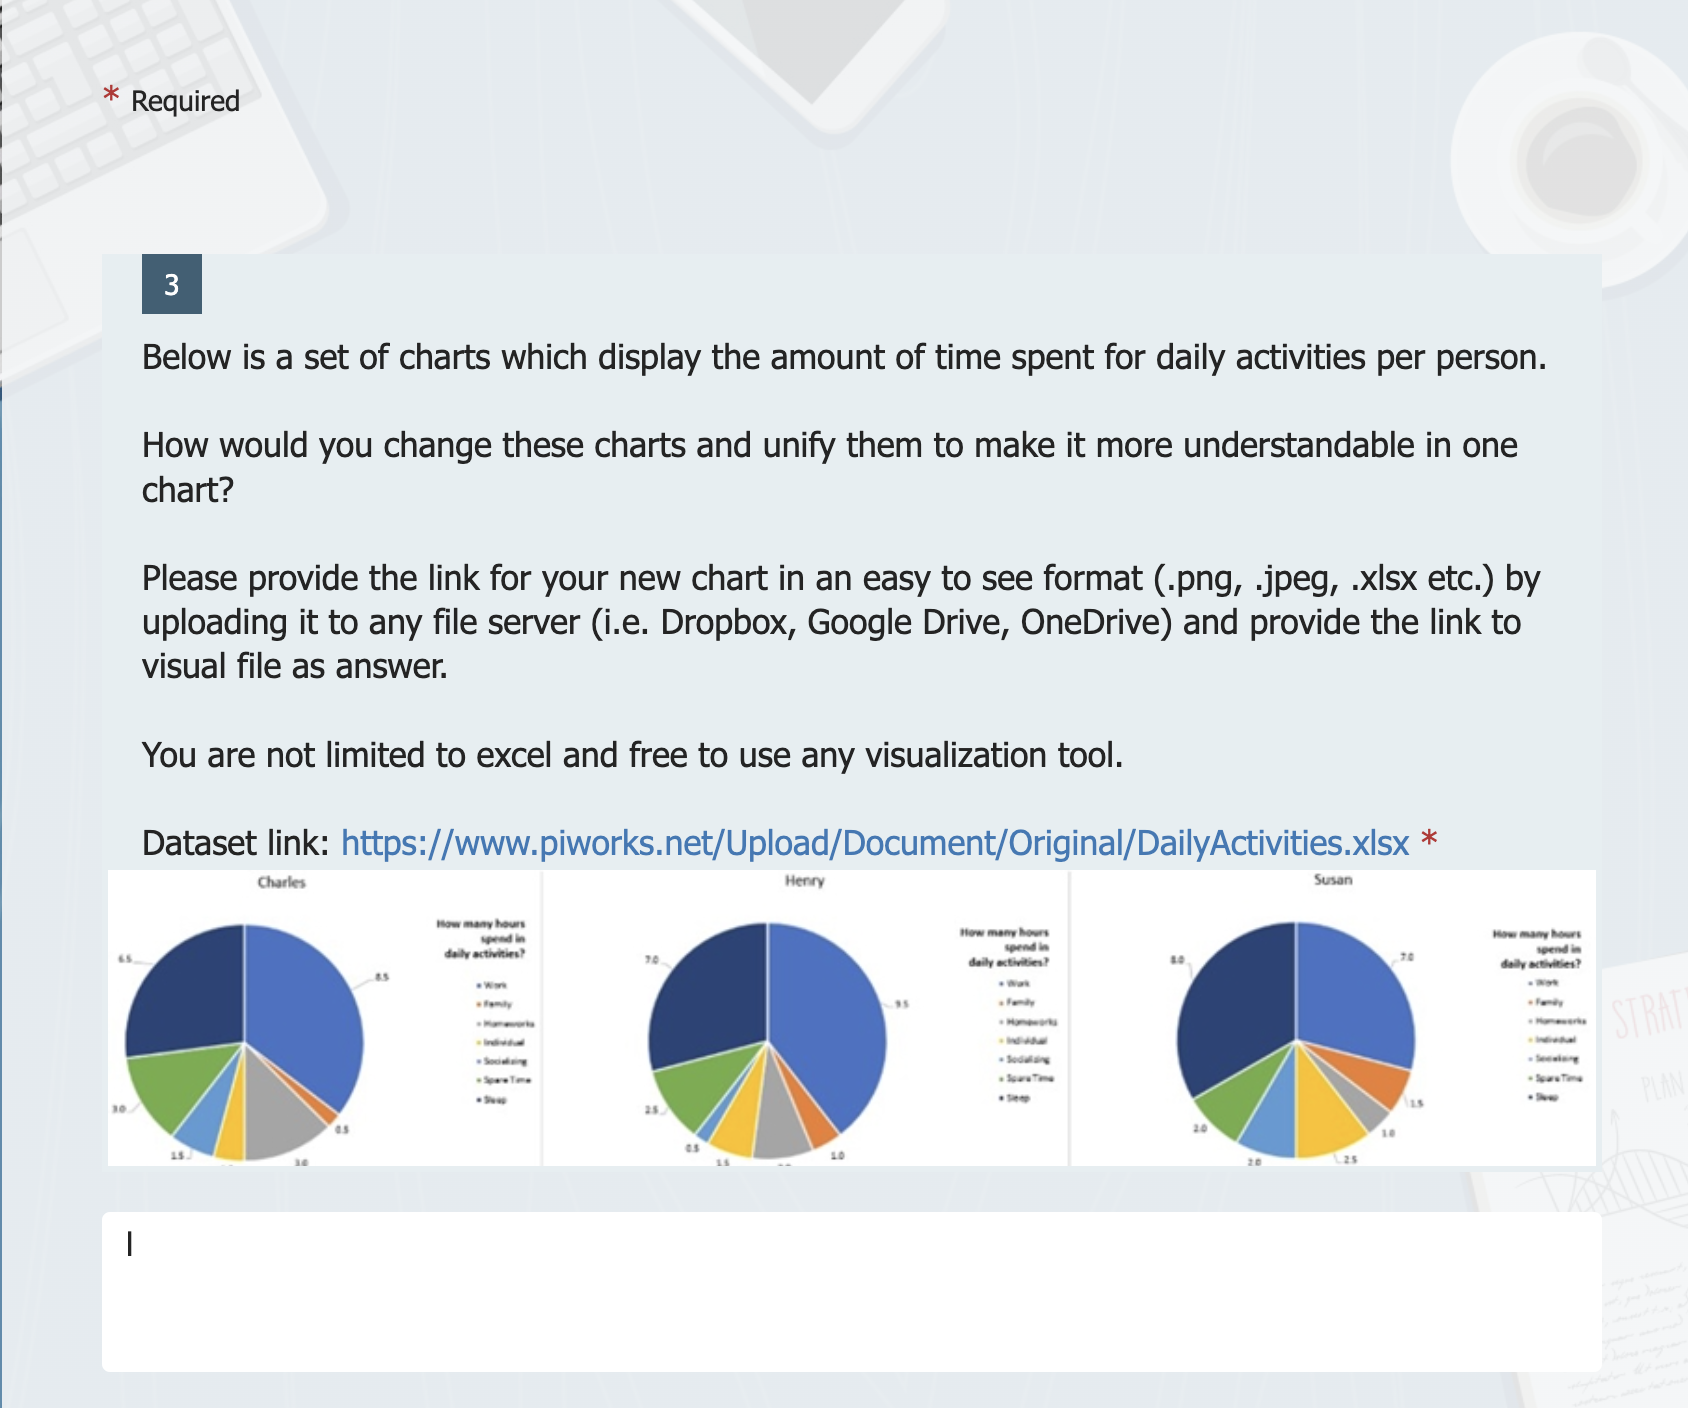 * Required
3
Below is a set of charts which display the amount of time spent for daily activities per person.
How would you change these charts and unify them to make it more understandable in one
chart?
Please provide the link for your new chart in an easy to see format (.png, .jpeg, .xlsx etc.) by
uploading it to any file server (i.e. Dropbox, Google Drive, OneDrive) and provide the link to
visual file as answer.
You are not limited to excel and free to use any visualization tool.
Dataset link: https://www.piworks.net/Upload/Document/Original/DailyActivities.xlsx *
Charles
How many hours
spend in
daily activities?
Work
Family
Homeworks
Individual
Socializing
Spare Time
Sleep
6.5
8.5
3.0
0.5
1.5
3.0
Henry
How many hours
spend in
daily activities?
Work
Family
Homeworks
Individual
Socializing
Spare Time
Sleep
7.0
9.5
2.5
0.5
1.5
1.0
Susan
How many hours
spend in
daily activities?
Work
Family
Homeworks
Individual
Socializing
Spare Time
Sleep
8.0
7.0
1.5
1.0
2.0
2.0
2.5
STRAT
PLAN